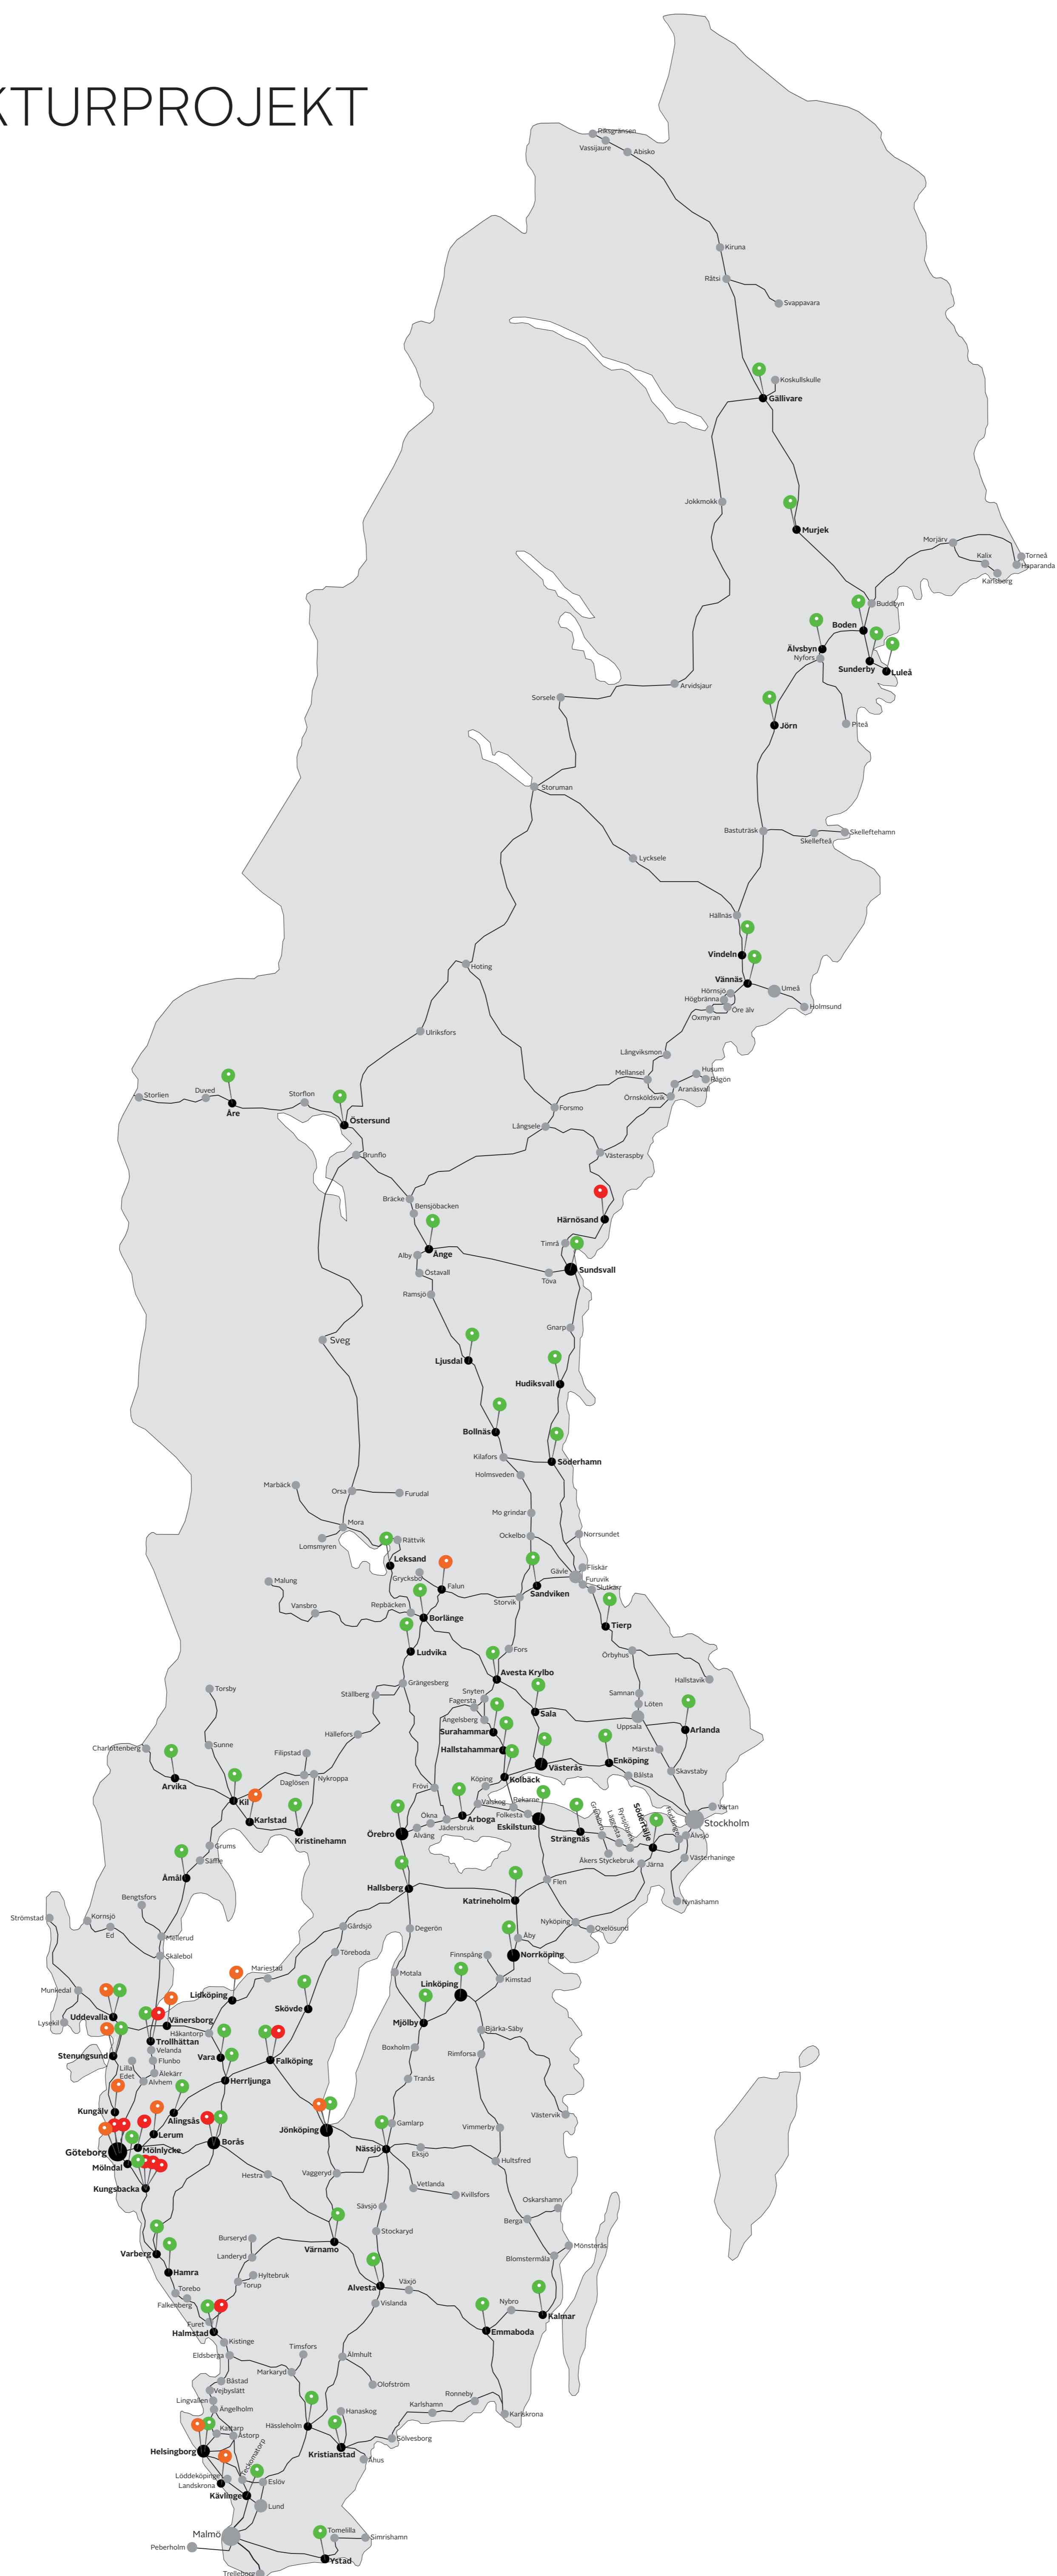 KTURPROJEKT
Riksgränsen
Vassijaure
Abisko
Kiruna
Råtsi
Svappavara
Koskullskulle
Gällivare
Jokkmokk
Murjek
Morjärv
Kalix
Torneå
Haparanda
Karlsberg
Buddbyn
Boden
Älvsbyn
Nyfors
Sunderby
Luleå
Arvidsjaur
Sorsele
Jörn
Piteå
Storuman
Bastuträsk
Skelleftehamn
Skellefteå
Lycksele
Hällnäs
Vindeln
Hoting
Vännäs
Umeå
Hörnsjö
Högbränna
Holmsund
Öre älv
Oxmyran
Ulriksfors
Långviksmon
Husum
Mellansel
Rågön
Aranäsvall
Örnsköldsvik
Storlien
Duved
Storflon
Åre
Forsmo
Östersund
Långsele
Brunflo
Västeraspby
Bräcke
Bensjöbacken
Härnösand
Timrå
Alby
Ånge
Östavall
Töva
Sundsvall
Ramsjö
Gnarp
Sveg
Ljusdal
Hudiksvall
Bollnäs
Kilafors
Söderhamn
Holmsveden
Marbäck
Orsa
Furudal
Mo grindar
Mora
Lomsmyren
Rättvik
Ockelbo
Norrsundet
Leksand
Grycksbo
Falun
Gävle
Fliskär
Furuvik
Slutkärr
Sandviken
Malung
Vansbro
Repbäcken
Storvik
Borlänge
Tierp
Ludvika
Fors
Örbyhus
Avesta Krylbo
Grängesberg
Hallstavik
Torsby
Ställberg
Snyten
Fagersta
Samnan
Löten
Ängelsberg
Sala
Uppsala
Hällefors
Surahammar
Arlanda
Sunne
Charlottenberg
Filipstad
Hallstahammar
Märsta
Västerås
Enköping
Skavstaby
Daglösen
Nykroppa
Arvika
Köping
Kolbäck
Bålsta
Frövi
Kil
Valskog
Rekarne
Folkesta
Värtan
Karlstad
Ökna
Arboga
Eskilstuna
Grundbro
Läggesta
Ryssjöbrink
Södertälje
Huddinge
Stockholm
Jädersbruk
Kristinehamn
Örebro
Alväng
Strängnäs
Älvsjö
Grums
Åkers Styckebruk
Västerhaninge
Säffle
Järna
Åmål
Hallsberg
Flen
Katrineholm
Bengtsfors
Nynäshamn
Strömstad
Kornsjö
Ed
Gårdsjö
Degerön
Nyköping
Oxelösund
Mellerud
Åby
Skälebol
Töreboda
Finnspång
Norrköping
Mariestad
Motala
Kimstad
Munkedal
Linköping
Lidköping
Skövde
Uddevalla
Lysekil
Vänersborg
Mjölby
Håkantorp
Bjärka-Säby
Trollhättan
Velanda
Boxholm
Rimforsa
Stenungsund
Flunbo
Vara
Falköping
Lilla
Edet
Alekärr
Alvhem
Herrljunga
Tranås
Kungälv
Alingsås
Västervik
Jönköping
Gamlarp
Vimmerby
Lerum
Borås
Göteborg
Mölnlycke
Nässjö
Eksjö
Mölndal
Hultsfred
Hestra
Vaggeryd
Kungsbacka
Vetlanda
Kvillsfors
Sävsjö
Oskarshamn
Berga
Burseryd
Stockaryd
Värnamo
Mönsterås
Varberg
Landeryd
Blomstermåla
Hamra
Hyltebruk
Torup
Alvesta
Växjö
Torebo
Falkenberg
Vislanda
Nybro
Kalmar
Furet
Halmstad
Emmaboda
Kistinge
Eldsberga
Timsfors
Älmhult
Markaryd
Båstad
Vejbyslätt
Olofström
Lingvallen
Ängelholm
Ronneby
Karlshamn
Hanaskog
Karlskrona
Kattarp
Hässleholm
Åstorp
Sölvesborg
Helsingborg
Kristianstad
Åhus
Teckomatorp
Löddeköpinge
Landskrona
Eslöv
Kävlinge
Lund
Malmö
Tomelilla
Simrishamn
Peberholm
Ystad
Trelleborg